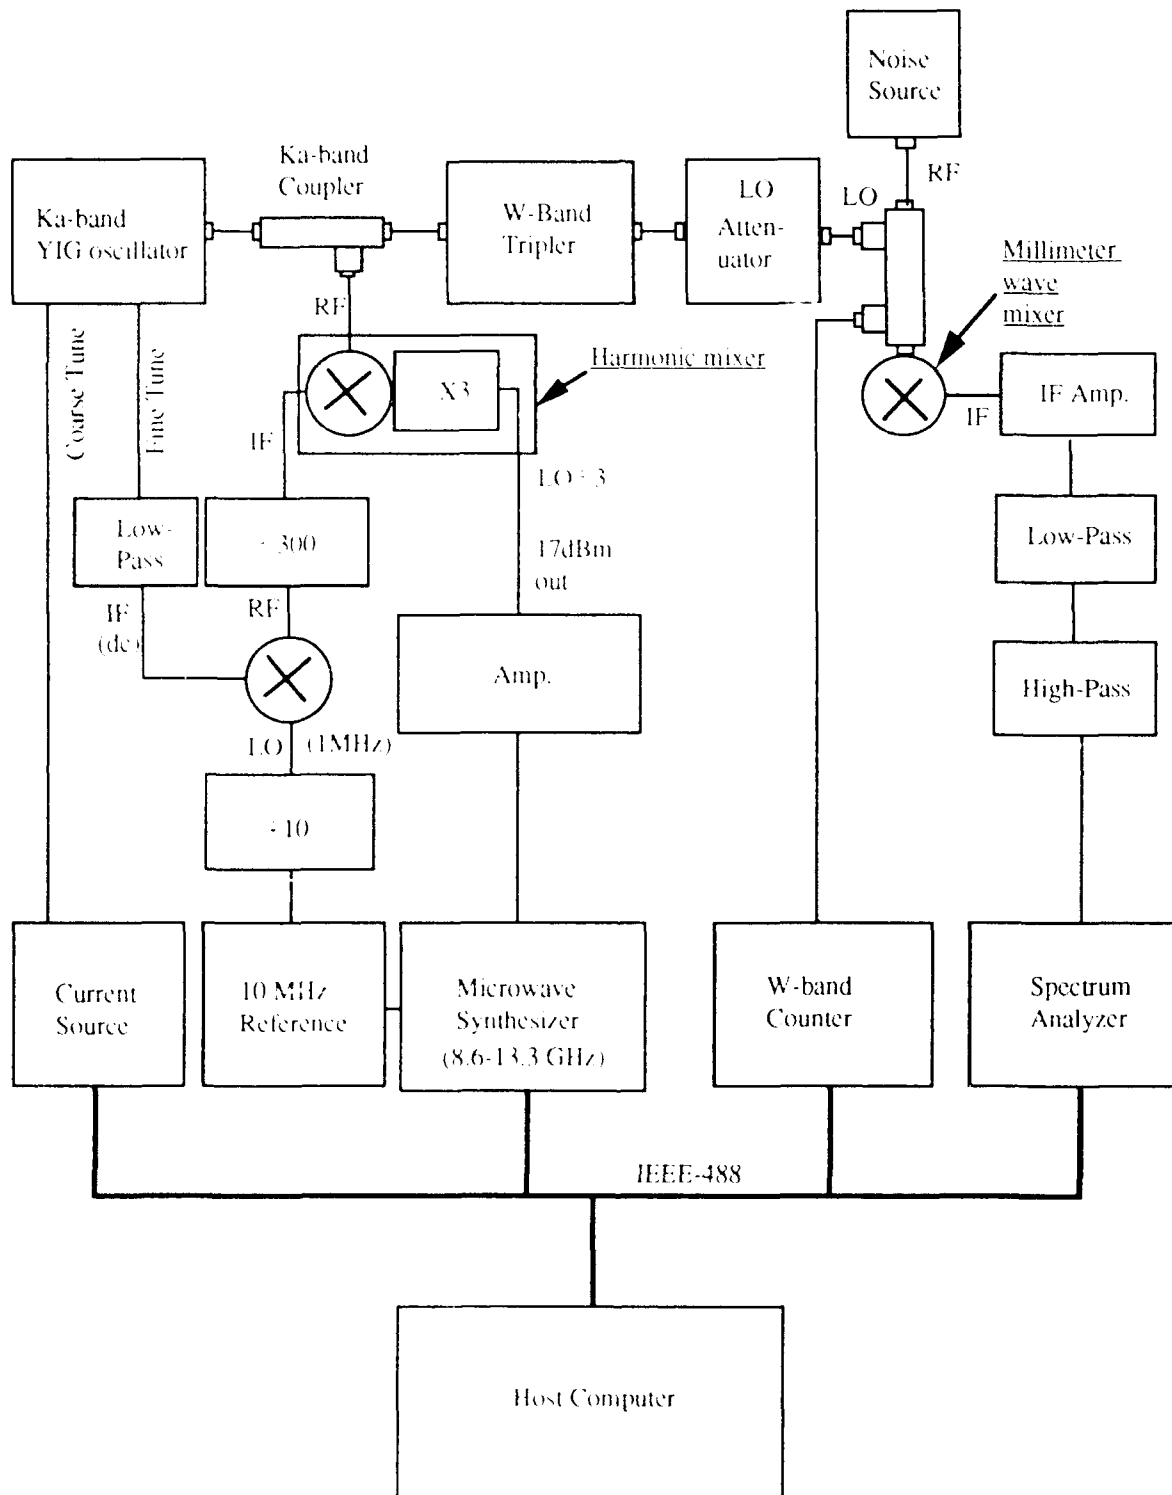 Noise
Source
RF
LO
Ka-band
Coupler
Ka-band
YIG oscillator
W-Band
Tripler
LO
Atten-
uator
Millimeter
wave
mixer
RF
Harmonic mixer
X3
IF
IF
IF Amp.
Coarse Tune
Fine Tune
LO ÷ 3
Low-
Pass
÷ 300
17dBm
out
Low-Pass
IF
(dc)
RF
Amp.
High-Pass
LO
(1MHz)
÷ 10
Current
Source
10 MHz
Reference
Microwave
Synthesizer
(8.6-13.3 GHz)
W-band
Counter
Spectrum
Analyzer
IEEE-488
Host Computer